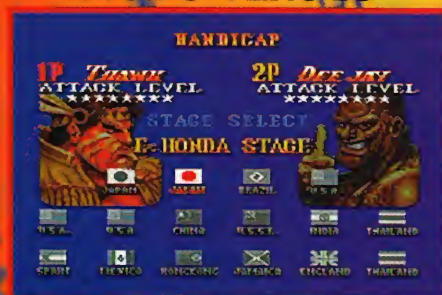 HANDICAP
1P T.HAWK 2P DEE JAY
ATTACK LEVEL ATTACK LEVEL
STAGE SELECT
E. HONDA STAGE
JAPAN JAPAN BRAZIL U.S.A
U.S.A. U.S.A CHINA U.S.S.R. INDIA THAILAND
SPAIN MEXICO HONGKONG JAMAICA ENGLAND THAILAND